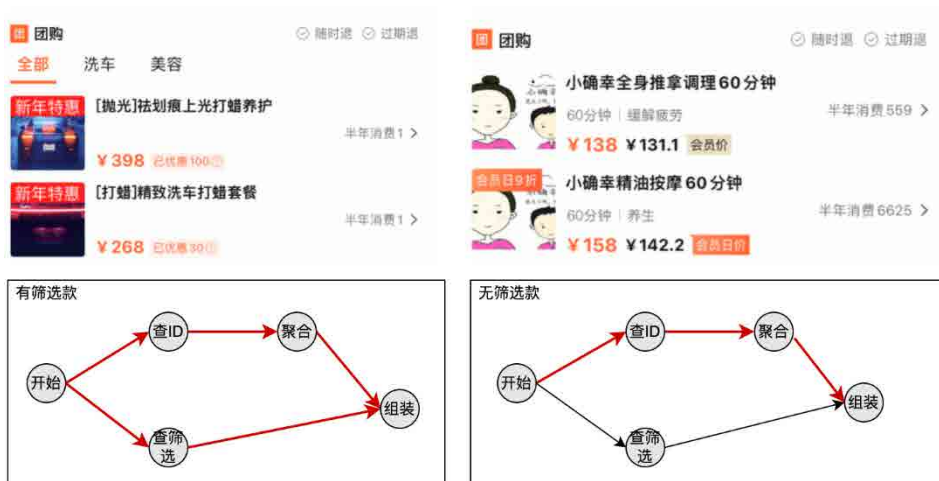 团 团购 随时退 过期退
全部 洗车 美容
新年特惠 [抛光]祛划痕上光打蜡养护
半年消费1
¥398 已优惠100
新年特惠 [打蜡]精致洗车打蜡套餐
半年消费1
¥268 已优惠30
团 团购 随时退 过期退
小确幸全身推拿调理60分钟
60分钟 缓解疲劳 半年消费559
¥138 ¥131.1 会员价
会员日9折 小确幸精油按摩60分钟
60分钟 养生 半年消费6625
¥158 ¥142.2 会员日价
有筛选款
查ID 聚合
开始
组装
查筛
选
无筛选款
查ID 聚合
开始
组装
查筛
选